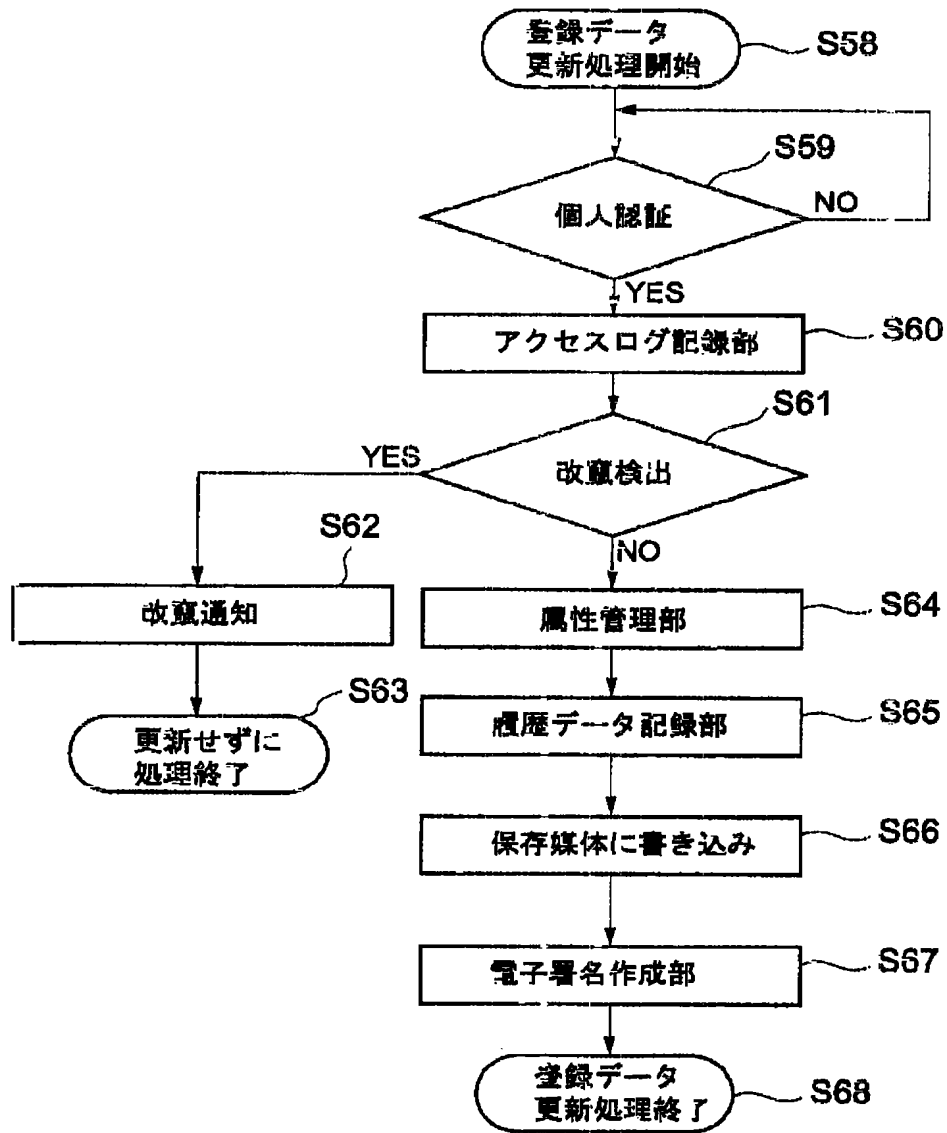 登録データ
更新処理開始
S58
S59
個人認証
NO
YES
アクセスログ記録部
S60
S61
YES
改竄検出
NO
S62
改竄通知
S63
更新せずに
処理終了
属性管理部
S64
履歴データ記録部
S65
保存媒体に書き込み
S66
電子署名作成部
S67
登録データ
更新処理終了
S68